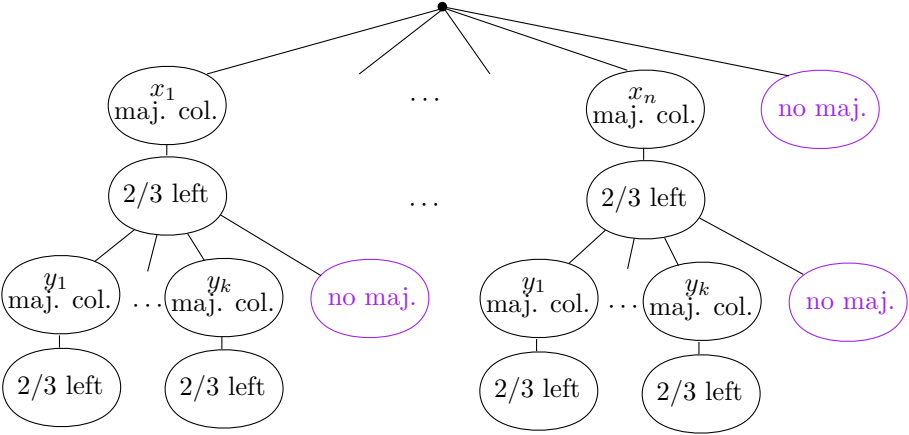 x₁
maj. col.
. . .
xₙ
maj. col.
no maj.
2/3 left
. . .
2/3 left
y₁
maj. col.
. . .
yₖ
maj. col.
no maj.
y₁
maj. col.
. . .
yₖ
maj. col.
no maj.
2/3 left
2/3 left
2/3 left
2/3 left